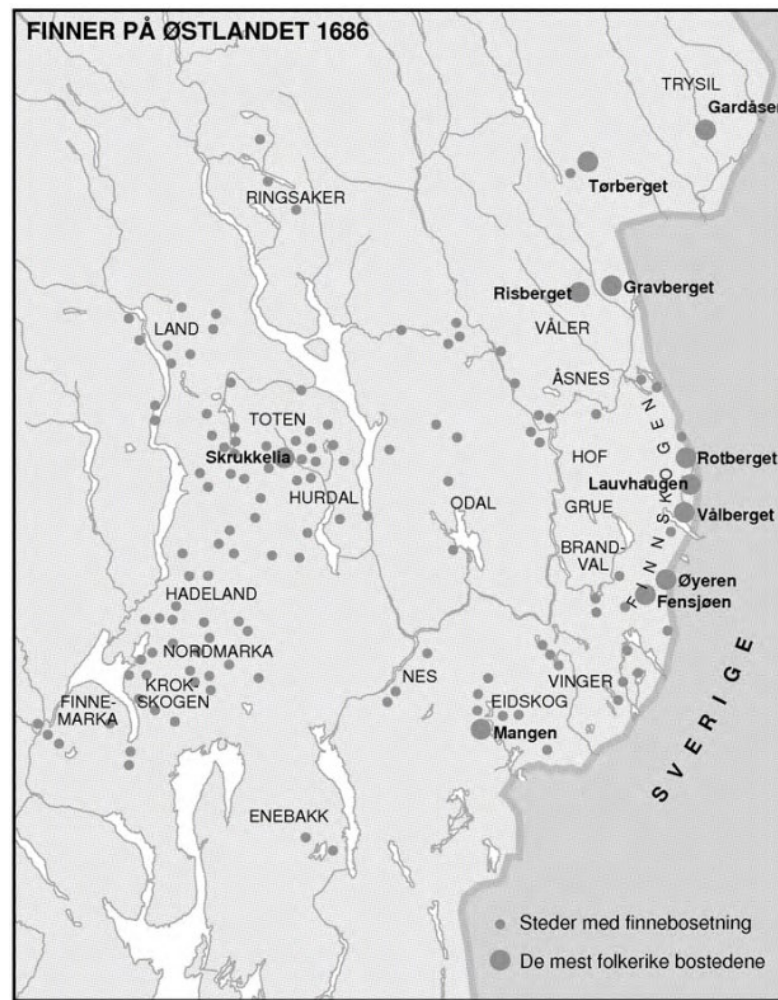 FINNER PÅ ØSTLANDET 1686
TRYSIL
Gardåsen
Tørberget
RINGSAKER
Risberget
Gravberget
VÅLER
LAND
ÅSNES
TOTEN
Skrukkelia
HOF
Rotberget
HURDAL
Lauvhaugen
ODAL
GRUE
Vålberget
FINNSKOGEN
BRAND-
VAL
Øyeren
Fensjøen
HADELAND
NORDMARKA
NES
VINGER
KROK-
SKOGEN
FINNE-
MARKA
EIDSKOG
Mangen
SVERIGE
ENEBAKK
Steder med finnebosetning
De mest folkerike bostedene